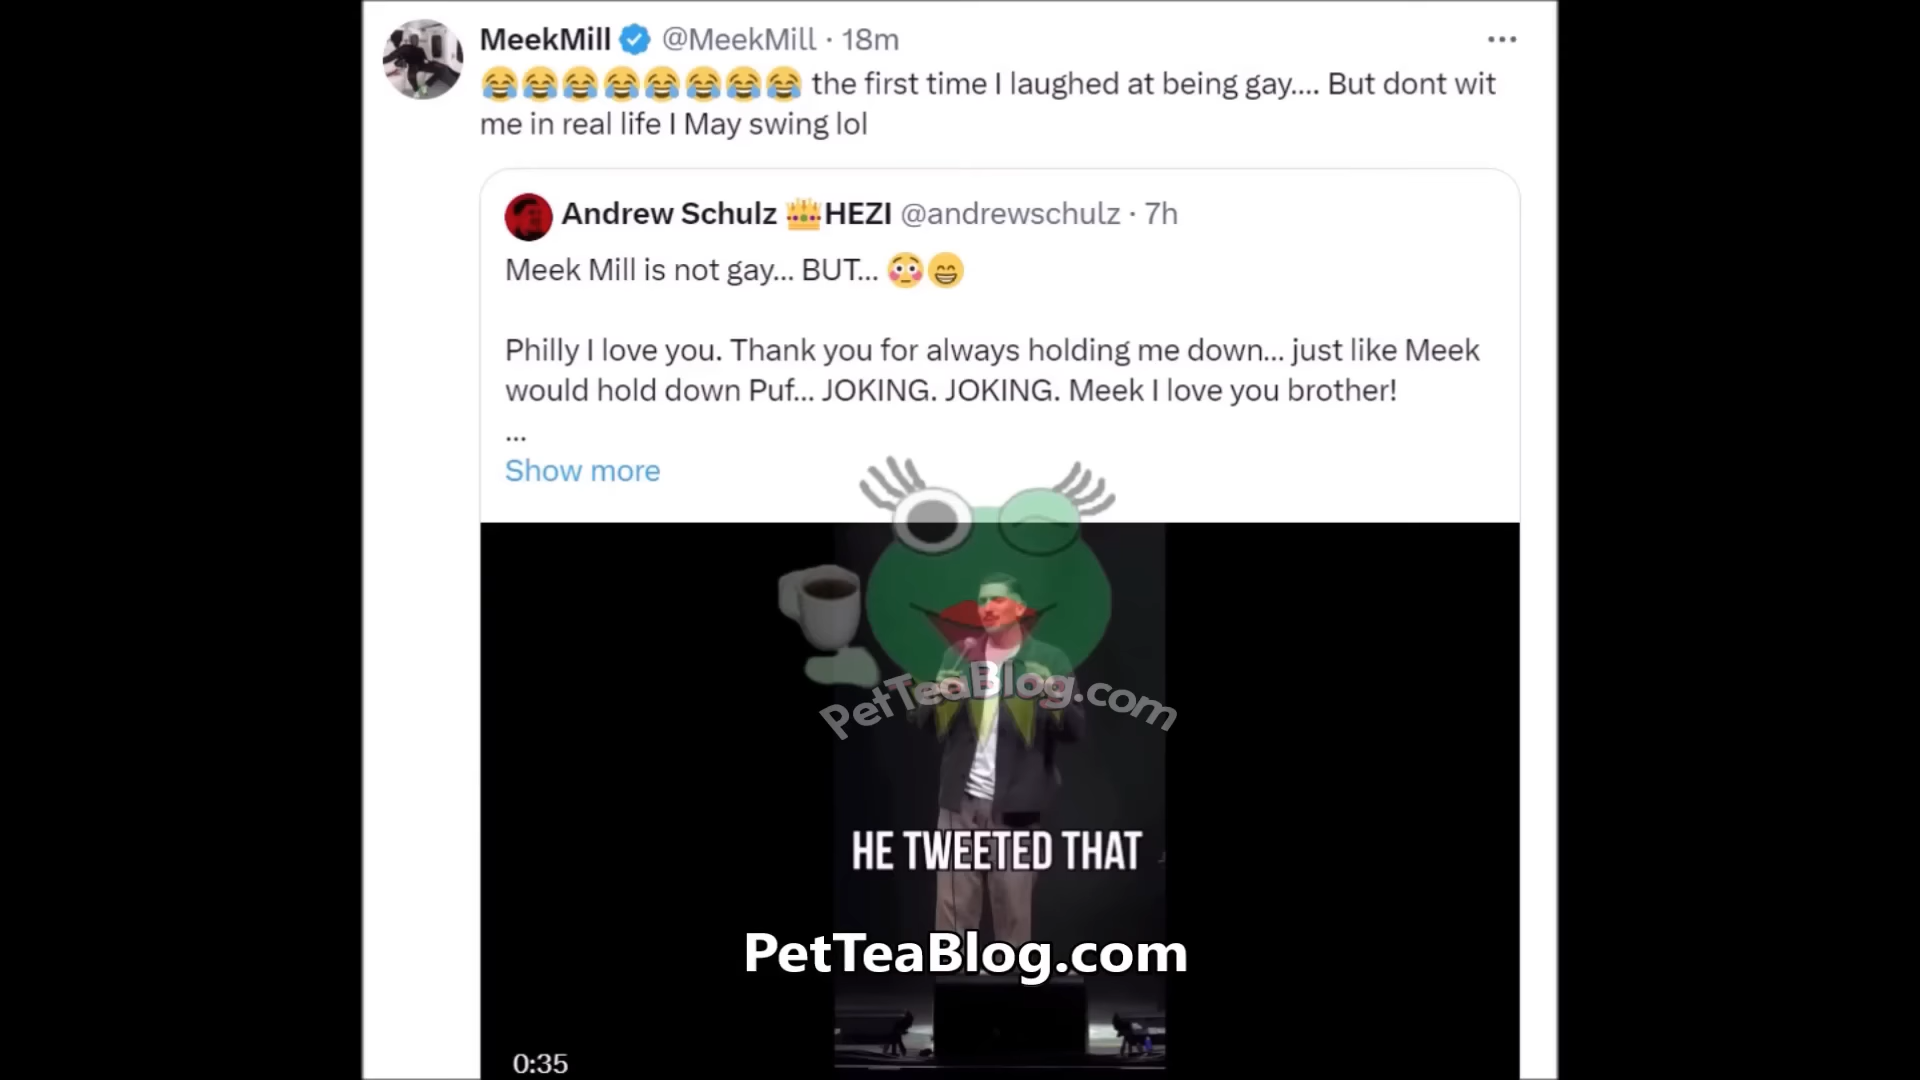 MeekMill @MeekMill · 18m
😂😂😂😂😂😂😂😂 the first time I laughed at being gay.... But dont wit
me in real life I May swing lol
Andrew Schulz 👑HEZI @andrewschulz · 7h
Meek Mill is not gay... BUT... 😳😁
Philly I love you. Thank you for always holding me down... just like Meek
would hold down Puf... JOKING. JOKING. Meek I love you brother!
...
Show more
PetTeaBlog.com
HE TWEETED THAT
PetTeaBlog.com
0:35